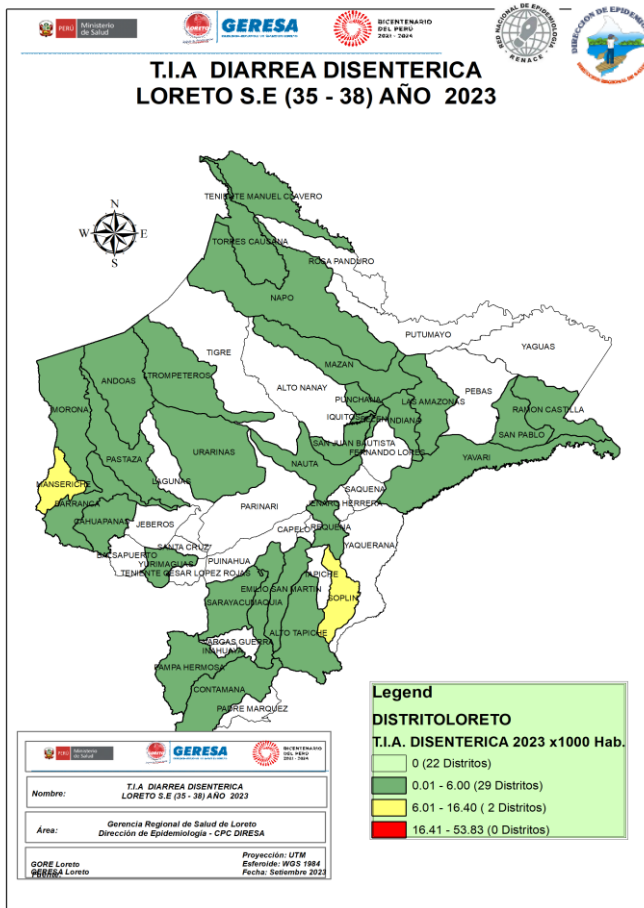 PERÚ Ministerio de Salud
LORETO
GERESA
BICENTENARIO DEL PERÚ 2021 - 2024
RED NACIONAL DE EPIDEMIOLOGÍA
RENACE
DIRECCIÓN DE EPIDE
T.I.A DIARREA DISENTERICA
LORETO S.E (35 - 38) AÑO 2023
N
W E
S
TENIENTE MANUEL CLAVERO
TORRES CAUSANA
ROSA PANDURO
NAPO
PUTUMAYO
YAGUAS
TIGRE
MAZAN
ANDOAS
TROMPETEROS
ALTO NANAY
PEBAS
PUNCHANA
LAS AMAZONAS
RAMON CASTILLA
MORONA
IQUITOS
INDIANA
SAN JUAN BAUTISTA
SAN PABLO
URARINAS
FERNANDO LORES
YAVARI
PASTAZA
NAUTA
MANSERICHE
LAGUNAS
SAQUENA
BARRANCA
PARINARI
JENARO HERRERA
CAHUAPANAS
JEBEROS
CAPELO
REQUENA
SANTA CRUZ
YAQUERANA
YURIMAGUAS
PUINAHUA
TENIENTE CESAR LOPEZ ROJAS
TAPICHE
EMILIO SAN MARTIN
SOPLIN
SARAYACU
MAQUIA
ALTO TAPICHE
VARGAS GUERRA
INAHUAYA
PAMPA HERMOSA
CONTAMANA
PADRE MARQUEZ
Legend
DISTRITOLORETO
T.I.A. DISENTERICA 2023 x1000 Hab.
0 (22 Distritos)
0.01 - 6.00 (29 Distritos)
6.01 - 16.40 ( 2 Distritos)
16.41 - 53.83 (0 Distritos)
PERÚ Ministerio de Salud
GERESA
BICENTENARIO DEL PERÚ 2021 - 2024
Nombre: T.I.A DIARREA DISENTERICA
LORETO S.E (35 - 38) AÑO 2023
Área: Gerencia Regional de Salud de Loreto
Dirección de Epidemiología - CPC DIRESA
Proyección: UTM
GORE Loreto Esferoide: WGS 1984
GERESA Loreto Fecha: Setiembre 2023